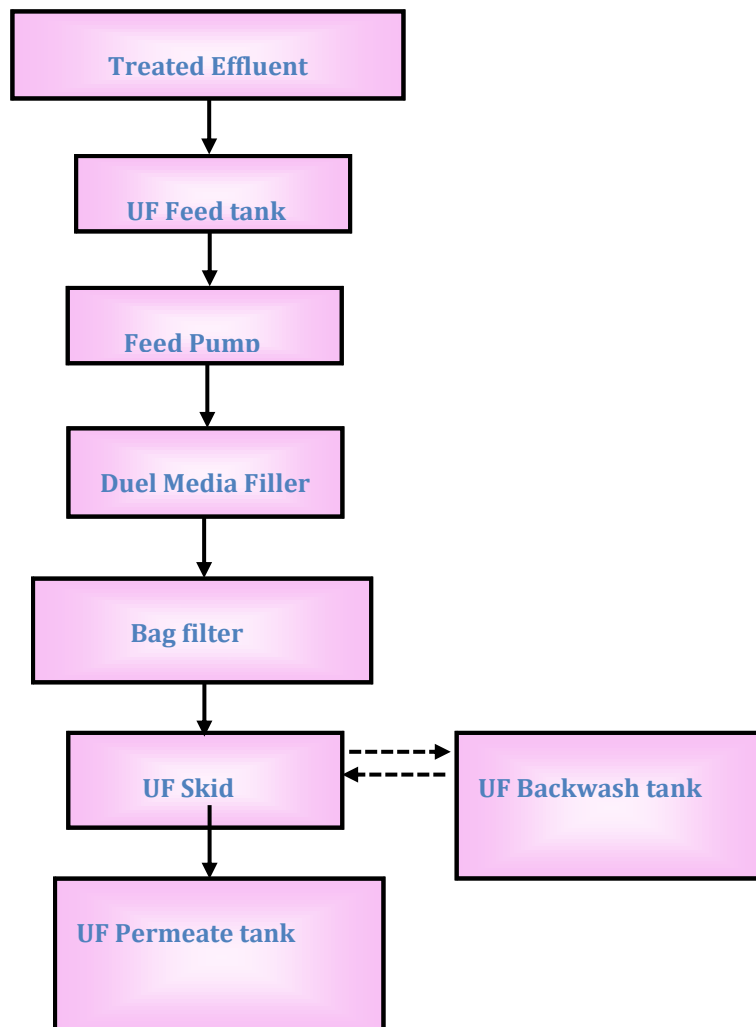 Treated Effluent
UF Feed tank
Feed Pump
Duel Media Filler
Bag filter
UF Skid
UF Backwash tank
UF Permeate tank